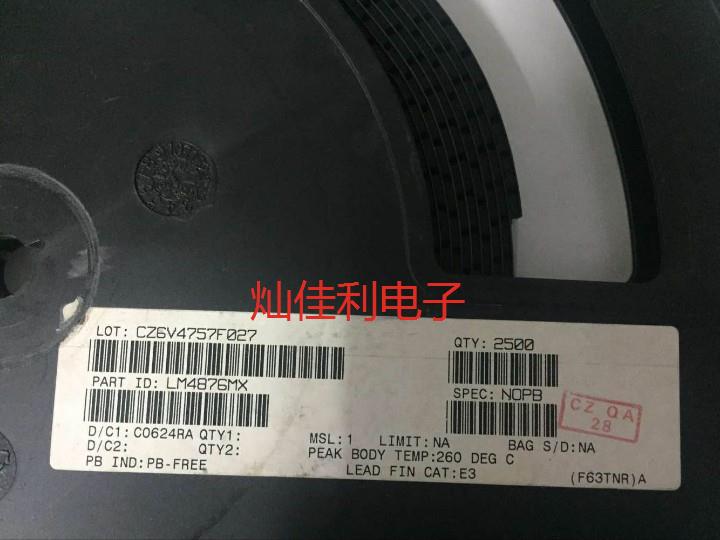 灿佳利电子
LOT: CZ6V4757F027
QTY: 2500
PART ID: LM4876MX
SPEC: NOPB
CZ QA
28
D/C1: C0624RA QTY1:
D/C2: QTY2:
MSL:1 LIMIT:NA BAG S/D:NA
PEAK BODY TEMP:260 DEG C
PB IND:PB-FREE
LEAD FIN CAT:E3
(F63TNR)A